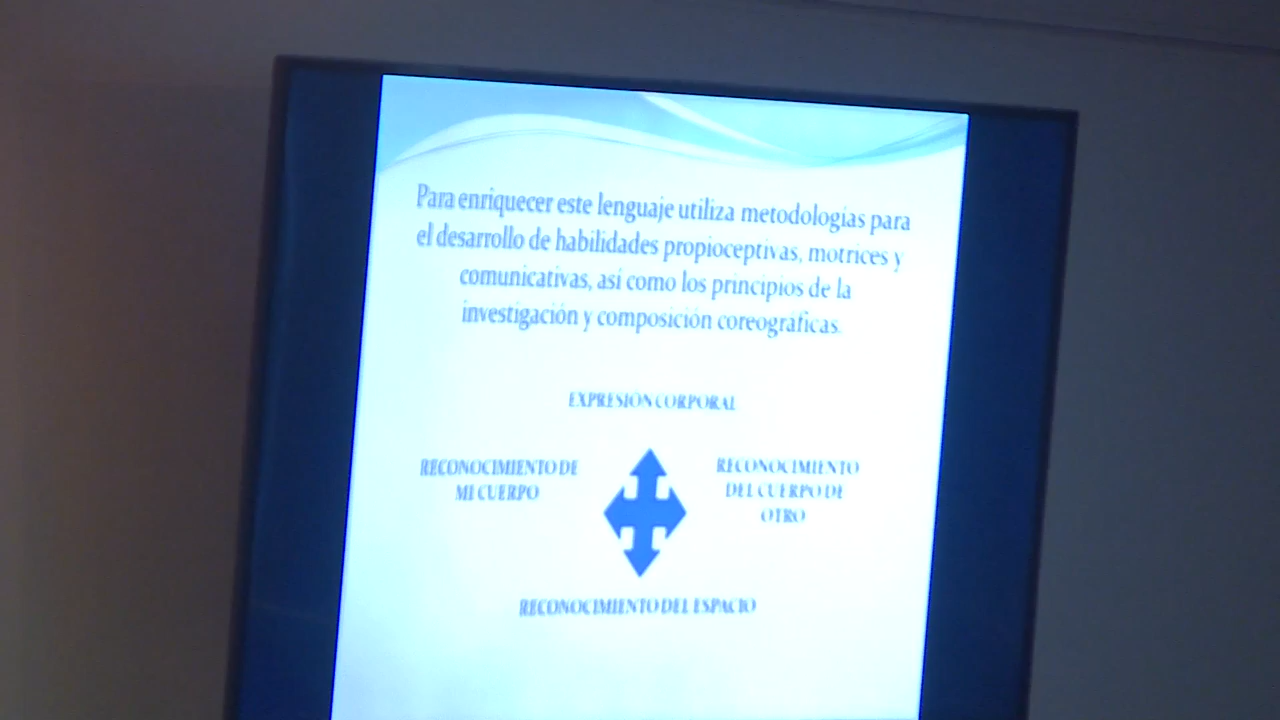 Para enriquecer este lenguaje utiliza metodologías para
el desarrollo de habilidades propioceptivas, motrices y
comunicativas, así como los principios de la
investigación y composición coreográficas.
EXPRESIÓN CORPORAL
RECONOCIMIENTO DE
MI CUERPO
RECONOCIMIENTO
DEL CUERPO DE
OTRO
RECONOCIMIENTO DEL ESPACIO